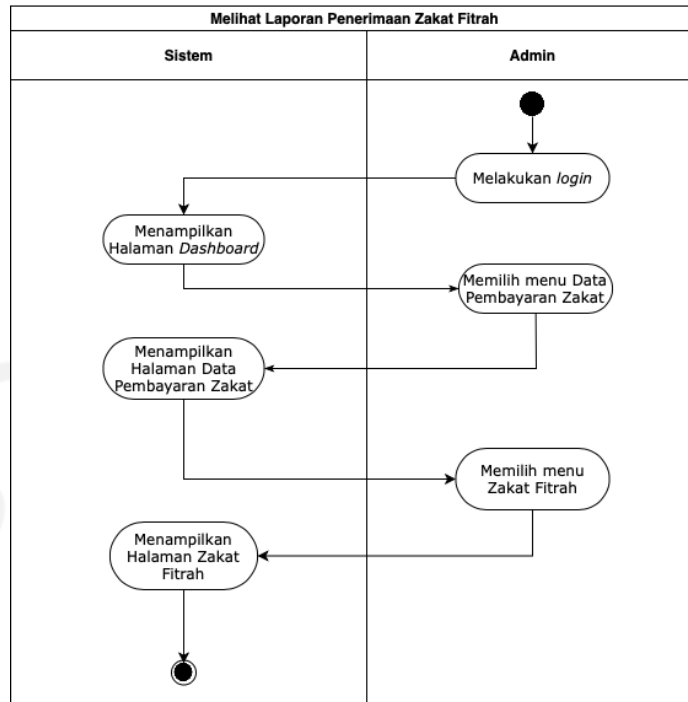 Melihat Laporan Penerimaan Zakat Fitrah
Sistem
Admin
Melakukan login
Menampilkan
Halaman Dashboard
Memilih menu Data
Pembayaran Zakat
Menampilkan
Halaman Data
Pembayaran Zakat
Memilih menu
Zakat Fitrah
Menampilkan
Halaman Zakat
Fitrah